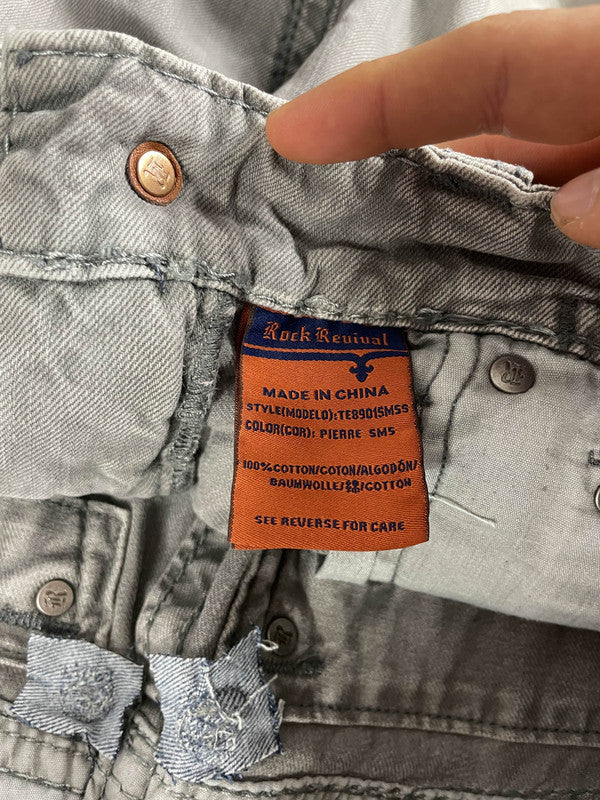 Rock Revival
MADE IN CHINA
STYLE(MODELO):TE8901SM5S
COLOR(COR): PIERRE SM5
100%COTTON/COTON/ALGODÓN/
BAUMWOLLE/棉/COTTON
SEE REVERSE FOR CARE